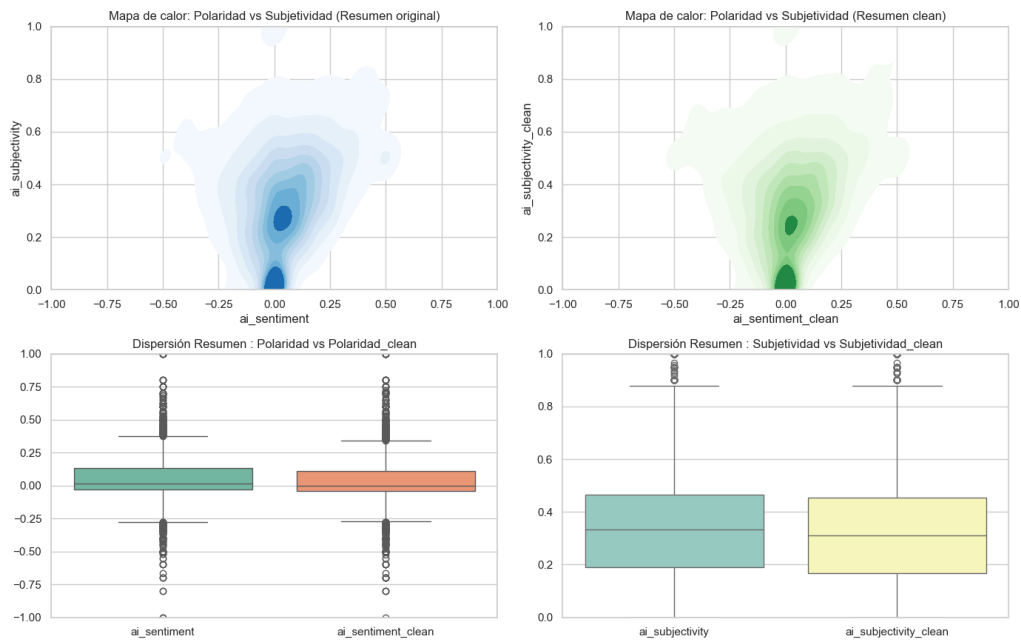 Mapa de calor: Polaridad vs Subjetividad (Resumen original)
1.0
0.8
0.6
0.4
0.2
0.0
ai_subjectivity
−1.00 −0.75 −0.50 −0.25 0.00 0.25 0.50 0.75 1.00
ai_sentiment
Mapa de calor: Polaridad vs Subjetividad (Resumen clean)
1.0
0.8
0.6
0.4
0.2
0.0
ai_subjectivity_clean
−1.00 −0.75 −0.50 −0.25 0.00 0.25 0.50 0.75 1.00
ai_sentiment_clean
Dispersión Resumen : Polaridad vs Polaridad_clean
1.00
0.75
0.50
0.25
0.00
−0.25
−0.50
−0.75
−1.00
ai_sentiment ai_sentiment_clean
Dispersión Resumen : Subjetividad vs Subjetividad_clean
1.0
0.8
0.6
0.4
0.2
0.0
ai_subjectivity ai_subjectivity_clean